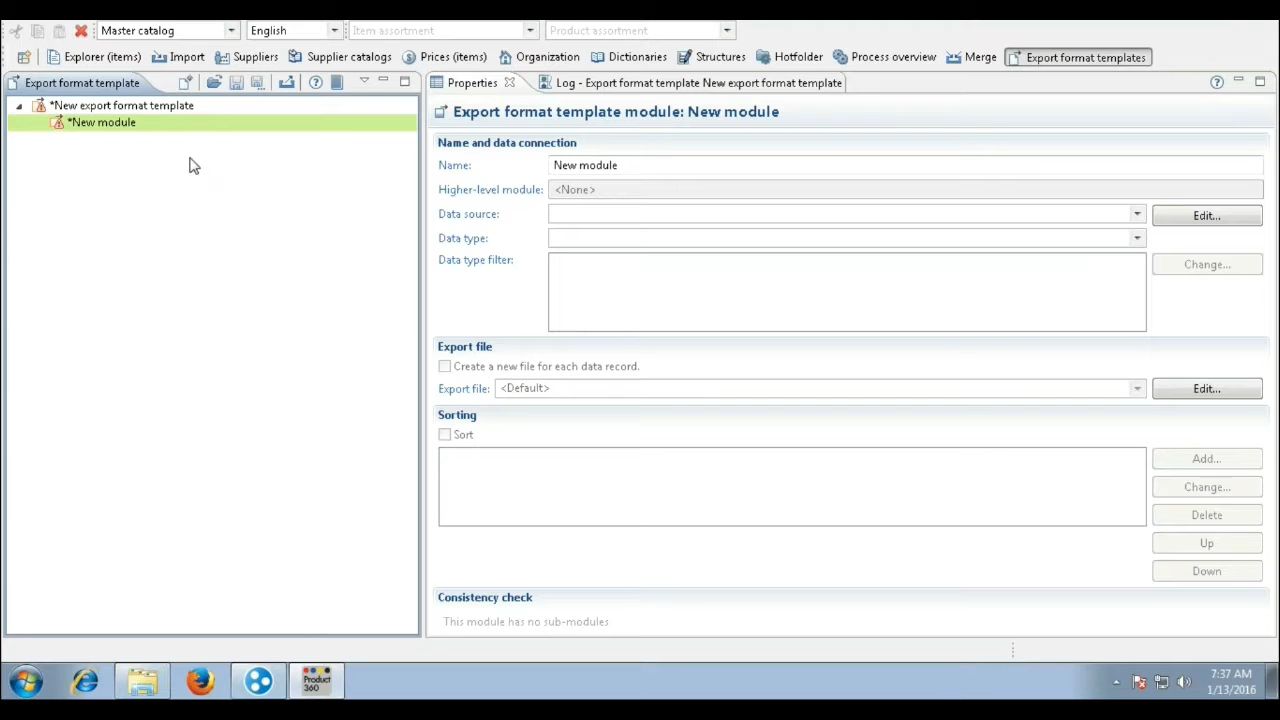 Master catalog English Item assortment Product assortment
Explorer (items) Import Suppliers Supplier catalogs Prices (items) Organization Dictionaries Structures Hotfolder Process overview Merge Export format templates
Export format template Properties Log - Export format template New export format template
*New export format template
*New module
Export format template module: New module
Name and data connection
Name: New module
Higher-level module: <None>
Data source: Edit...
Data type:
Data type filter: Change...
Export file
Create a new file for each data record.
Export file: <Default> Edit...
Sorting
Sort
Add...
Change...
Delete
Up
Down
Consistency check
This module has no sub-modules
Product 360
7:37 AM
1/13/2016